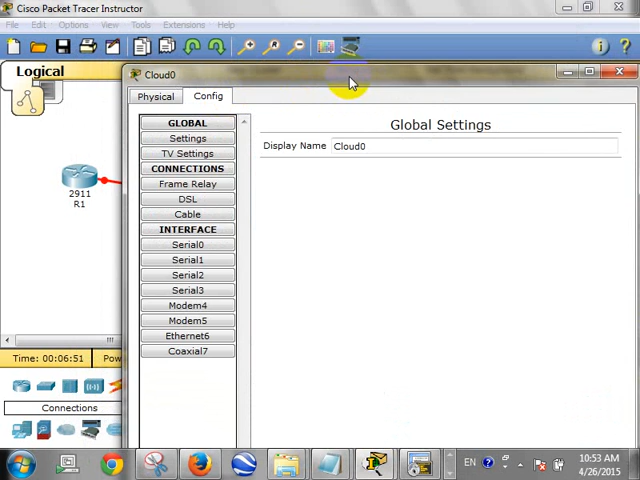 Cisco Packet Tracer Instructor
File Edit Options View Tools Extensions Help
Logical
Cloud0
Physical Config
GLOBAL
Settings
TV Settings
CONNECTIONS
Frame Relay
DSL
Cable
INTERFACE
Serial0
Serial1
Serial2
Serial3
Modem4
Modem5
Ethernet6
Coaxial7
Global Settings
Display Name Cloud0
2911
R1
Time: 00:06:51
Connections
EN
10:53 AM
4/26/2015